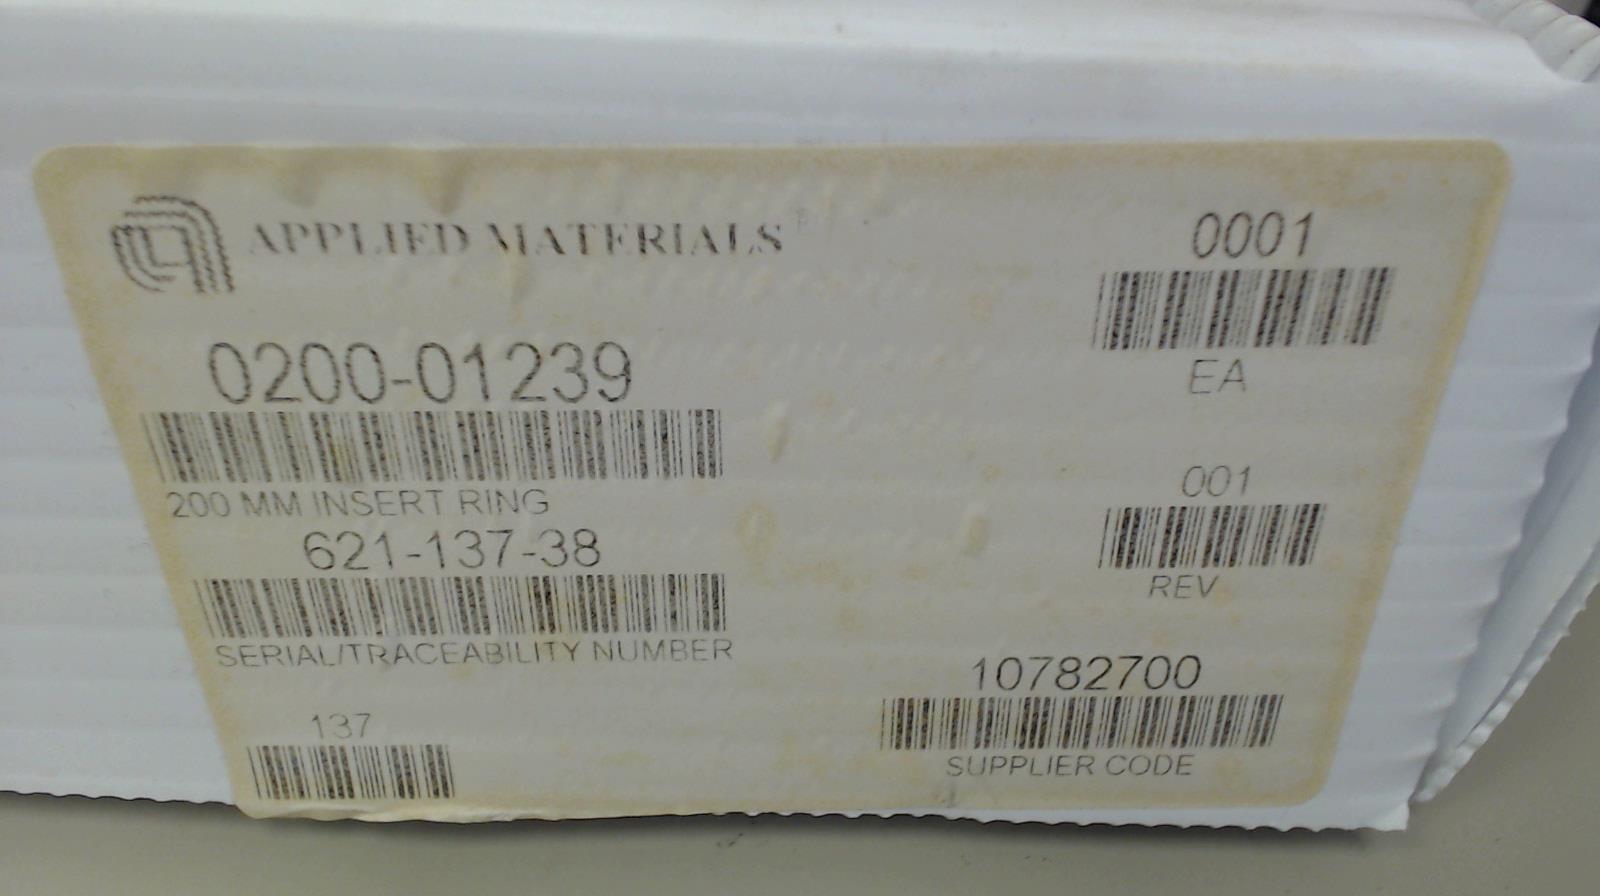 APPLIED MATERIALS
0001
EA
0200-01239
200 MM INSERT RING
001
REV
621-137-38
SERIAL/TRACEABILITY NUMBER
10782700
SUPPLIER CODE
137